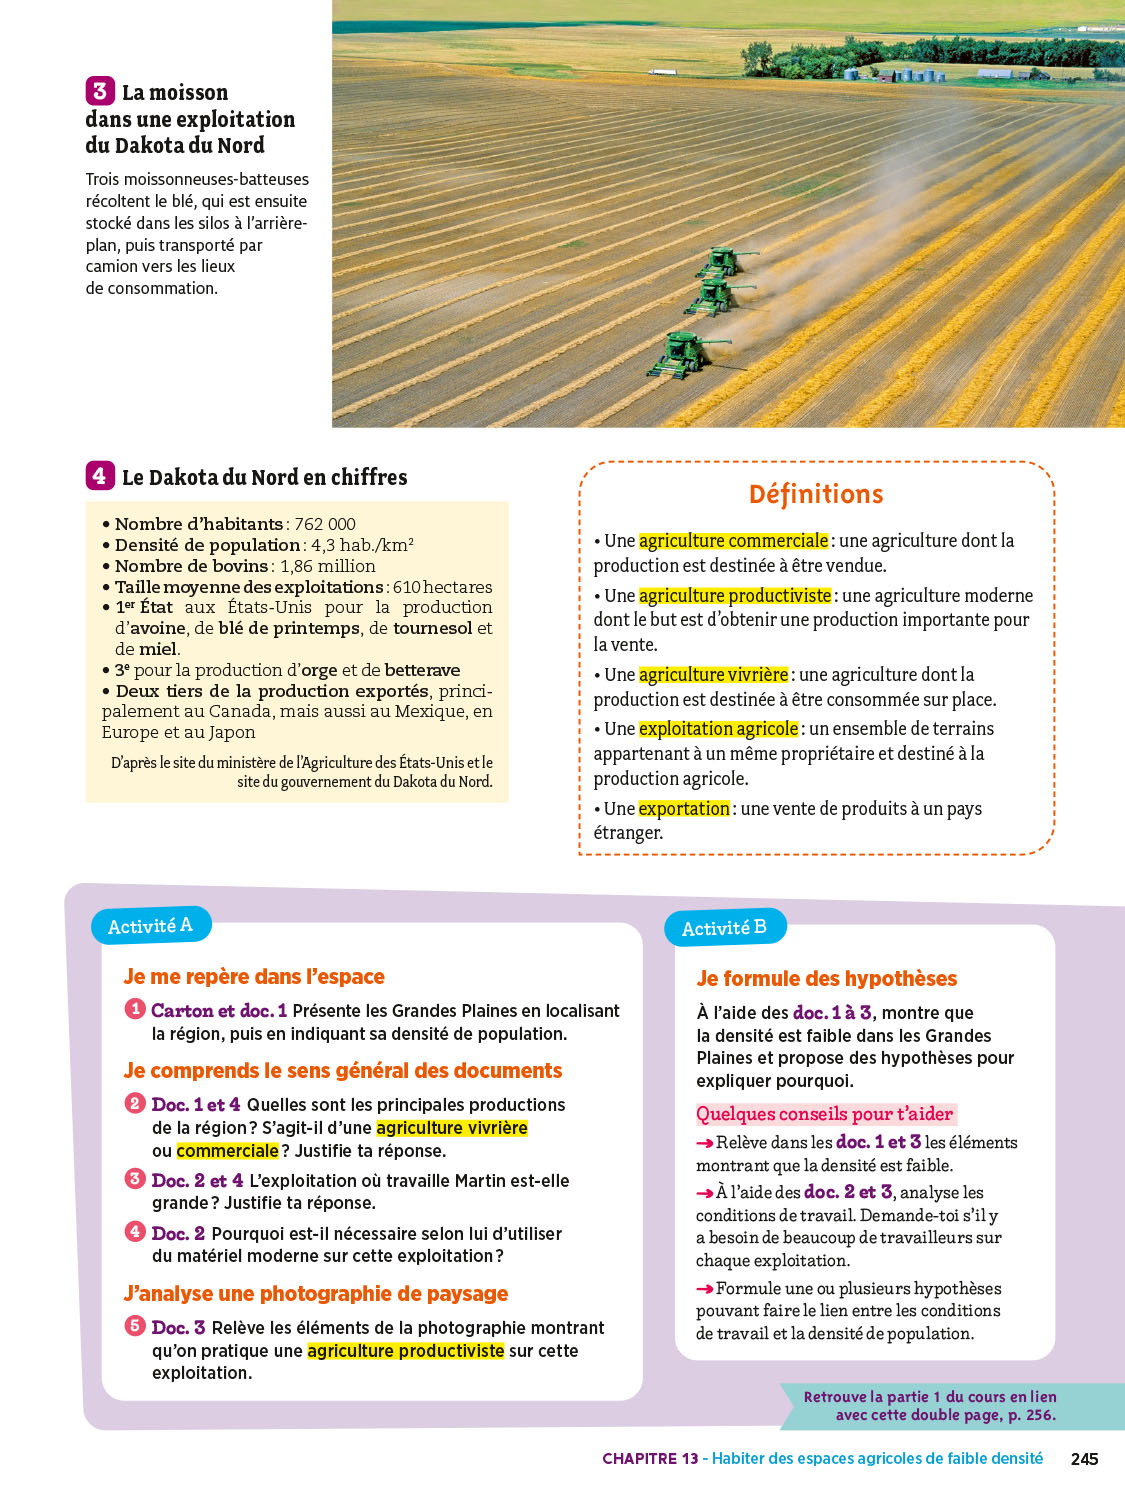 3 La moisson
dans une exploitation
du Dakota du Nord
Trois moissonneuses-batteuses
récoltent le blé, qui est ensuite
stocké dans les silos à l'arrière-
plan, puis transporté par
camion vers les lieux
de consommation.
4 Le Dakota du Nord en chiffres
• Nombre d'habitants : 762 000
• Densité de population : 4,3 hab./km²
• Nombre de bovins : 1,86 million
• Taille moyenne des exploitations : 610 hectares
• 1er État aux États-Unis pour la production
d'avoine, de blé de printemps, de tournesol et
de miel.
• 3e pour la production d'orge et de betterave
• Deux tiers de la production exportés, princi-
palement au Canada, mais aussi au Mexique, en
Europe et au Japon
D'après le site du ministère de l'Agriculture des États-Unis et le
site du gouvernement du Dakota du Nord.
Définitions
• Une agriculture commerciale : une agriculture dont la
production est destinée à être vendue.
• Une agriculture productiviste : une agriculture moderne
dont le but est d'obtenir une production importante pour
la vente.
• Une agriculture vivrière : une agriculture dont la
production est destinée à être consommée sur place.
• Une exploitation agricole : un ensemble de terrains
appartenant à un même propriétaire et destiné à la
production agricole.
• Une exportation : une vente de produits à un pays
étranger.
Activité A
Je me repère dans l'espace
1 Carton et doc. 1 Présente les Grandes Plaines en localisant
la région, puis en indiquant sa densité de population.
Je comprends le sens général des documents
2 Doc. 1 et 4 Quelles sont les principales productions
de la région ? S'agit-il d'une agriculture vivrière
ou commerciale ? Justifie ta réponse.
3 Doc. 2 et 4 L'exploitation où travaille Martin est-elle
grande ? Justifie ta réponse.
4 Doc. 2 Pourquoi est-il nécessaire selon lui d'utiliser
du matériel moderne sur cette exploitation ?
J'analyse une photographie de paysage
5 Doc. 3 Relève les éléments de la photographie montrant
qu'on pratique une agriculture productiviste sur cette
exploitation.
Activité B
Je formule des hypothèses
À l'aide des doc. 1 à 3, montre que
la densité est faible dans les Grandes
Plaines et propose des hypothèses pour
expliquer pourquoi.
Quelques conseils pour t'aider
→ Relève dans les doc. 1 et 3 les éléments
montrant que la densité est faible.
→ À l'aide des doc. 2 et 3, analyse les
conditions de travail. Demande-toi s'il y
a besoin de beaucoup de travailleurs sur
chaque exploitation.
→ Formule une ou plusieurs hypothèses
pouvant faire le lien entre les conditions
de travail et la densité de population.
Retrouve la partie 1 du cours en lien
avec cette double page, p. 256.
CHAPITRE 13 - Habiter des espaces agricoles de faible densité 245